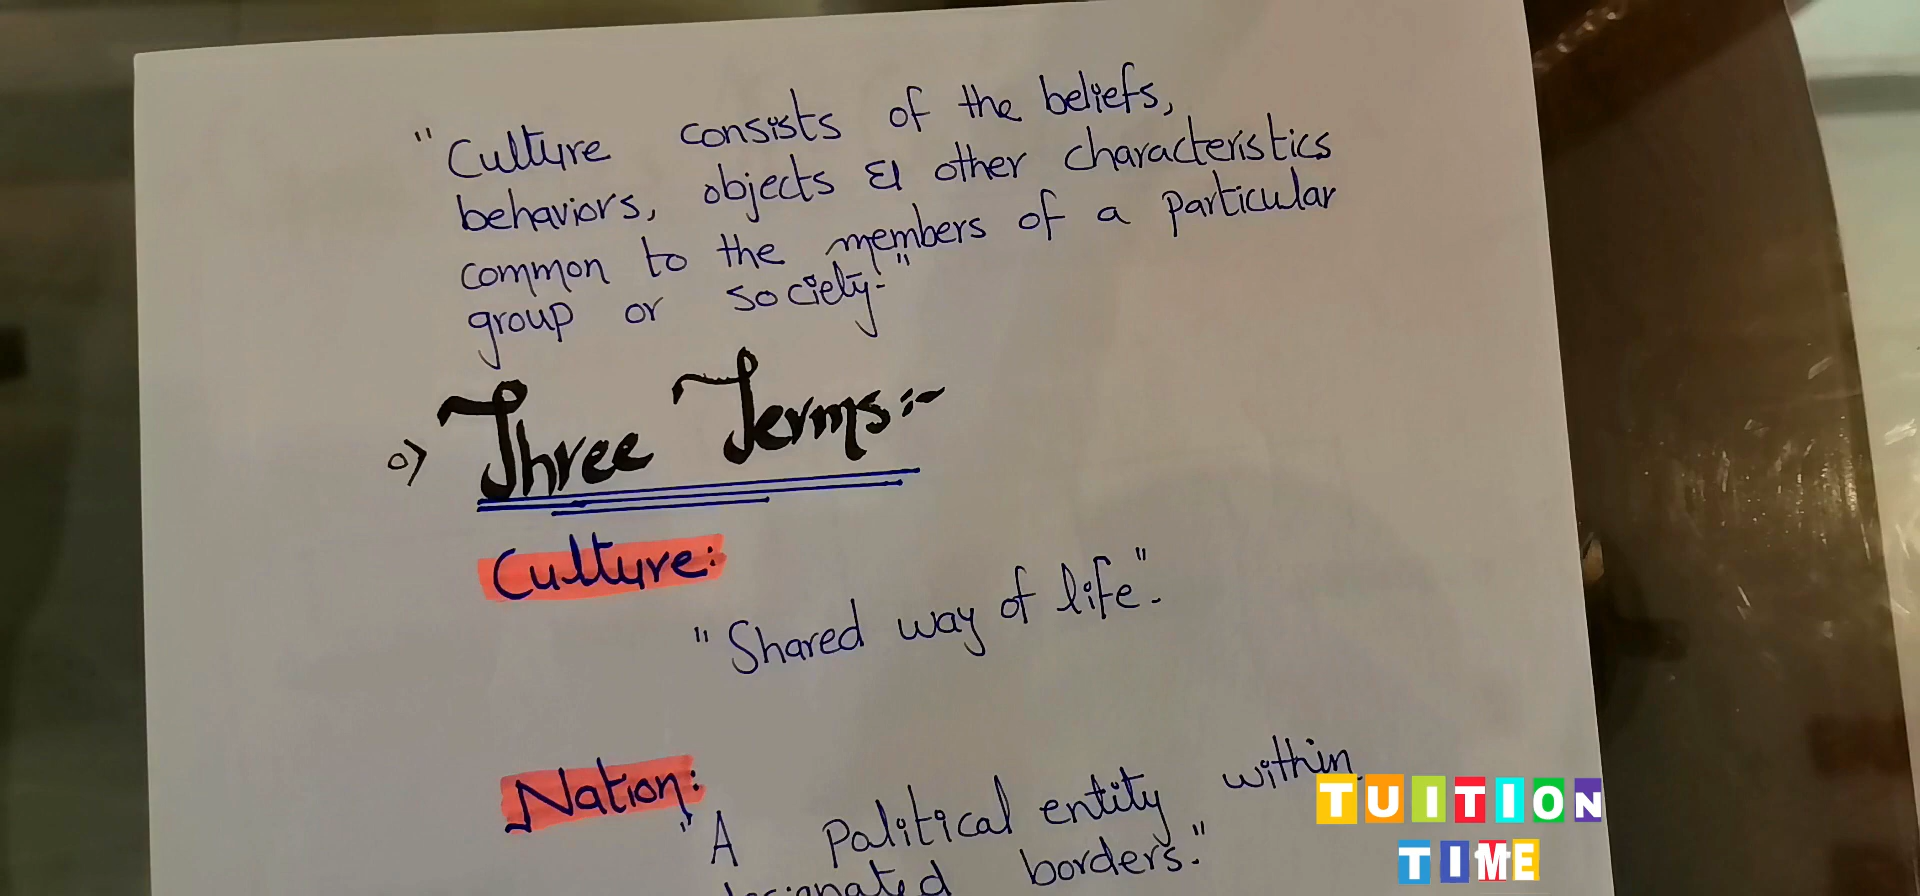 "Culture consists of the beliefs,
behaviors, objects & other characteristics
common to the members of a particular
group or society."
Three Terms:-
Culture:
"Shared way of life".
Nation:
"A Political entity within
designated borders."
TUITION
TIME